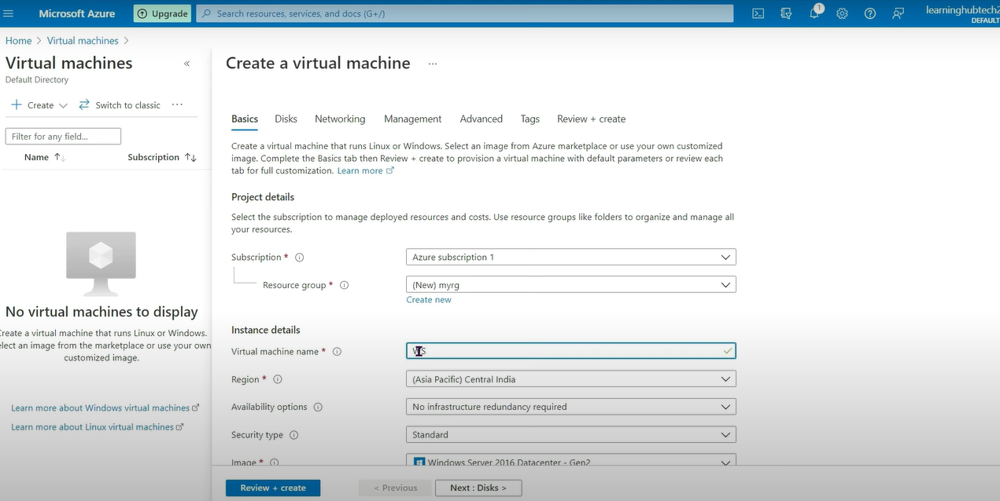 Microsoft Azure
Upgrade
Search resources, services, and docs (G+/)
1
learninghubtech2
DEFAULT
Home > Virtual machines >
Virtual machines
«
Default Directory
Create
Switch to classic
...
Filter for any field...
Name
Subscription
No virtual machines to display
Create a virtual machine that runs Linux or Windows.
Select an image from the marketplace or use your own
customized image.
Learn more about Windows virtual machines
Learn more about Linux virtual machines
Create a virtual machine
...
Basics Disks Networking Management Advanced Tags Review + create
Create a virtual machine that runs Linux or Windows. Select an image from Azure marketplace or use your own customized
image. Complete the Basics tab then Review + create to provision a virtual machine with default parameters or review each
tab for full customization. Learn more
Project details
Select the subscription to manage deployed resources and costs. Use resource groups like folders to organize and manage all
your resources.
Subscription *
Azure subscription 1
Resource group *
(New) myrg
Create new
Instance details
Virtual machine name *
Region *
(Asia Pacific) Central India
Availability options
No infrastructure redundancy required
Security type
Standard
Image *
Windows Server 2016 Datacenter - Gen2
Review + create
< Previous
Next : Disks >